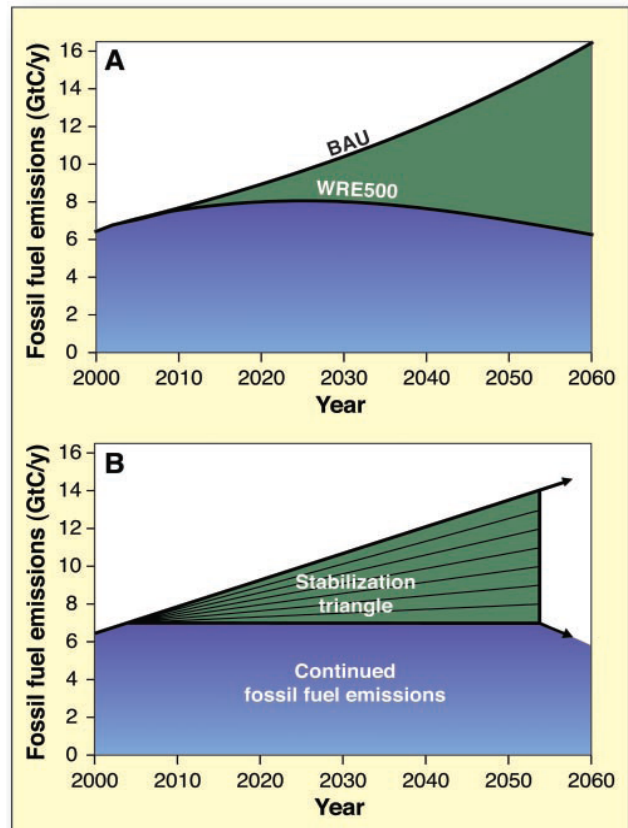 A
Fossil fuel emissions (GtC/y)
16
14
12
10
8
6
4
2
0
BAU
WRE500
2000 2010 2020 2030 2040 2050 2060
Year
B
Fossil fuel emissions (GtC/y)
16
14
12
10
8
6
4
2
0
Stabilization
triangle
Continued
fossil fuel emissions
2000 2010 2020 2030 2040 2050 2060
Year